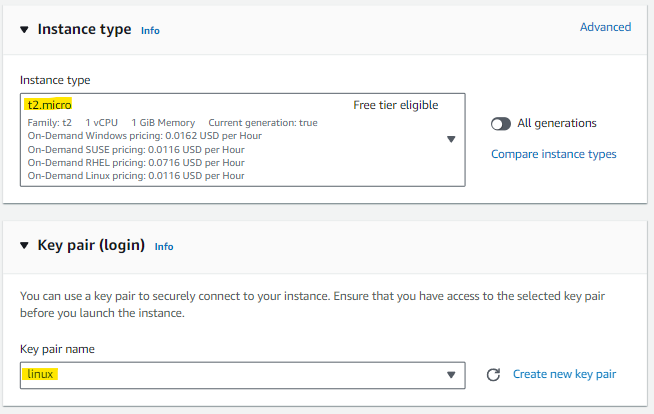 Instance type Info
Advanced
Instance type
t2.micro Free tier eligible
Family: t2 1 vCPU 1 GiB Memory Current generation: true
On-Demand Windows pricing: 0.0162 USD per Hour
On-Demand SUSE pricing: 0.0116 USD per Hour
On-Demand RHEL pricing: 0.0716 USD per Hour
On-Demand Linux pricing: 0.0116 USD per Hour
All generations
Compare instance types
Key pair (login) Info
You can use a key pair to securely connect to your instance. Ensure that you have access to the selected key pair
before you launch the instance.
Key pair name
linux
Create new key pair